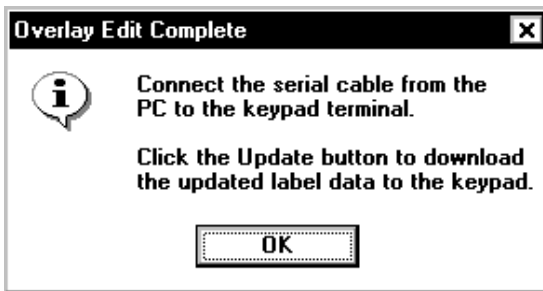 Overlay Edit Complete
Connect the serial cable from the
PC to the keypad terminal.
Click the Update button to download
the updated label data to the keypad.
OK